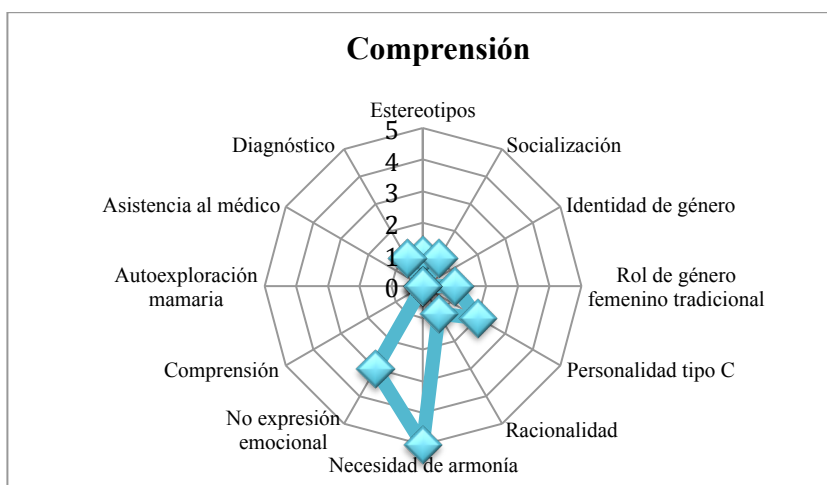 Comprensión
Estereotipos
Socialización
Identidad de género
Rol de género
femenino tradicional
Personalidad tipo C
Racionalidad
Necesidad de armonía
No expresión
emocional
Comprensión
Autoexploración
mamaria
Asistencia al médico
Diagnóstico
5
4
3
2
1
0